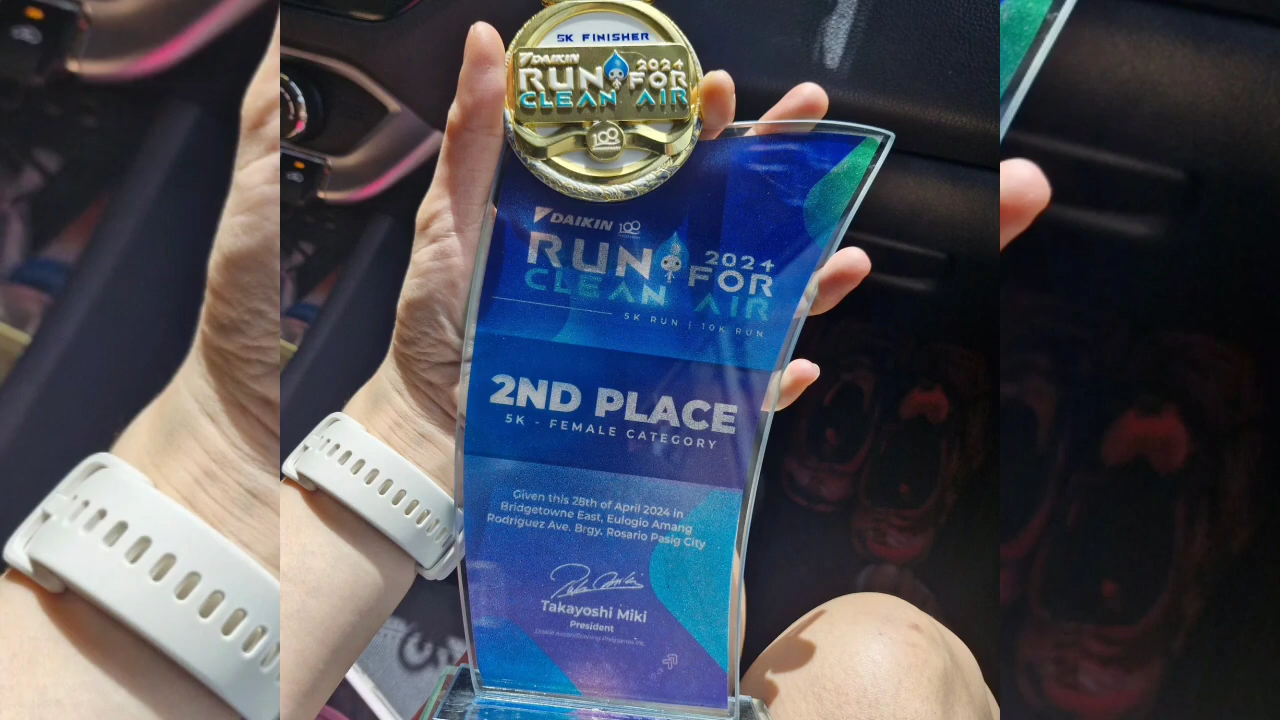 5K FINISHER
DAIKIN
2024
RUN FOR
CLEAN AIR
100
DAIKIN 100
2024
RUN FOR
CLEAN AIR
5K RUN | 10K RUN
2ND PLACE
5K - FEMALE CATEGORY
Given this 28th of April 2024 in
Bridgetowne East, Eulogio Amang
Rodriguez Ave. Brgy. Rosario Pasig City
Takayoshi Miki
President